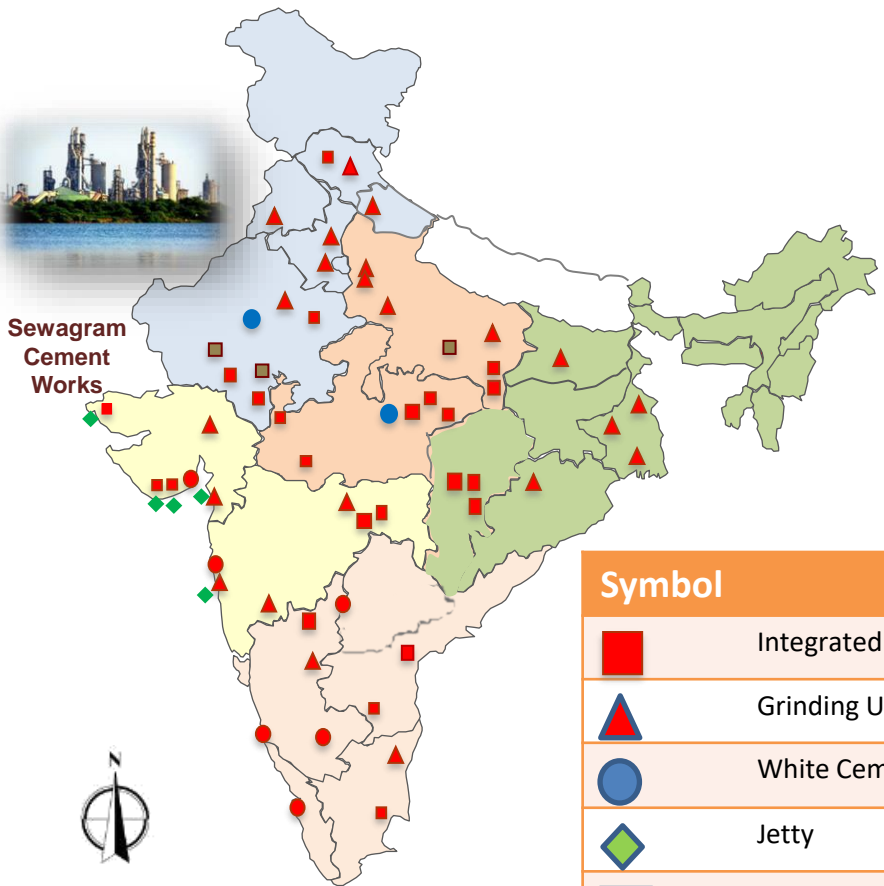 Sewagram
Cement
Works
N
Symbol
Integrated
Grinding U
White Cem
Jetty